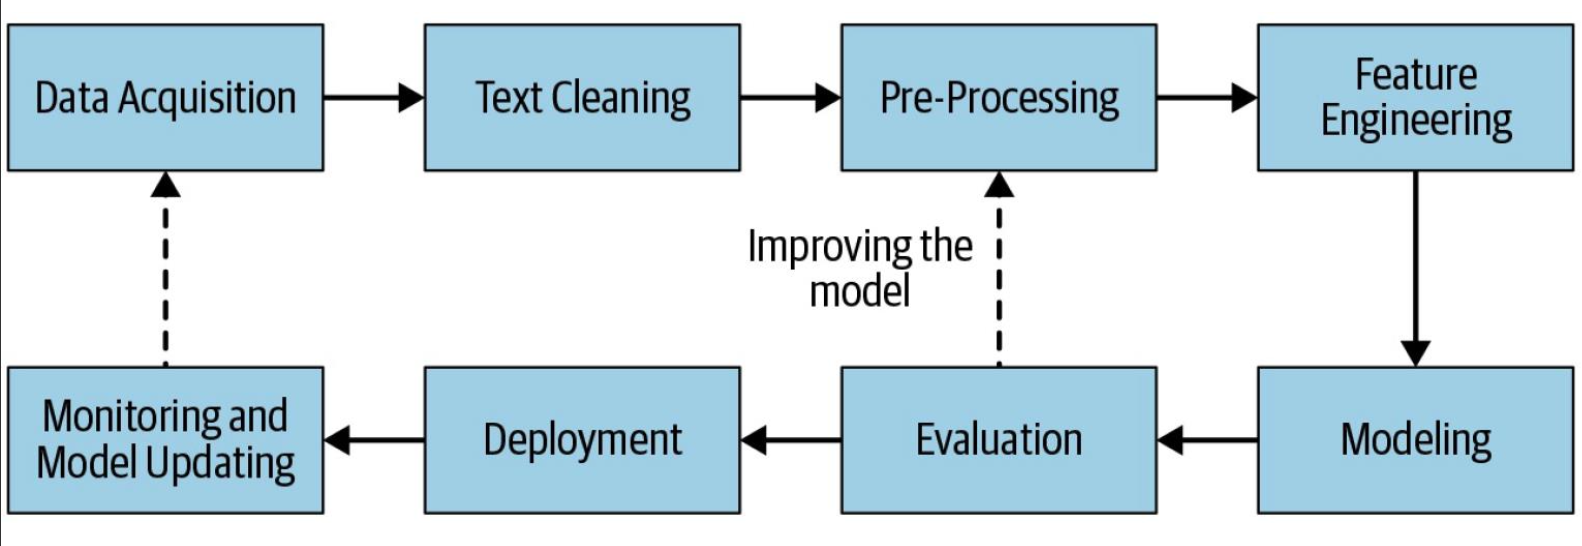 Data Acquisition
Text Cleaning
Pre-Processing
Feature
Engineering
Improving the
model
Monitoring and
Model Updating
Deployment
Evaluation
Modeling